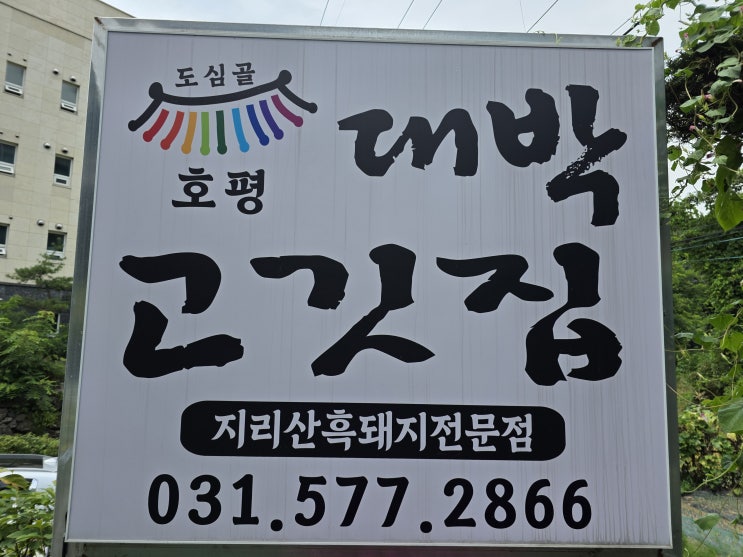 도심골
호평
대박
고깃집
지리산흑돼지전문점
031.577.2866